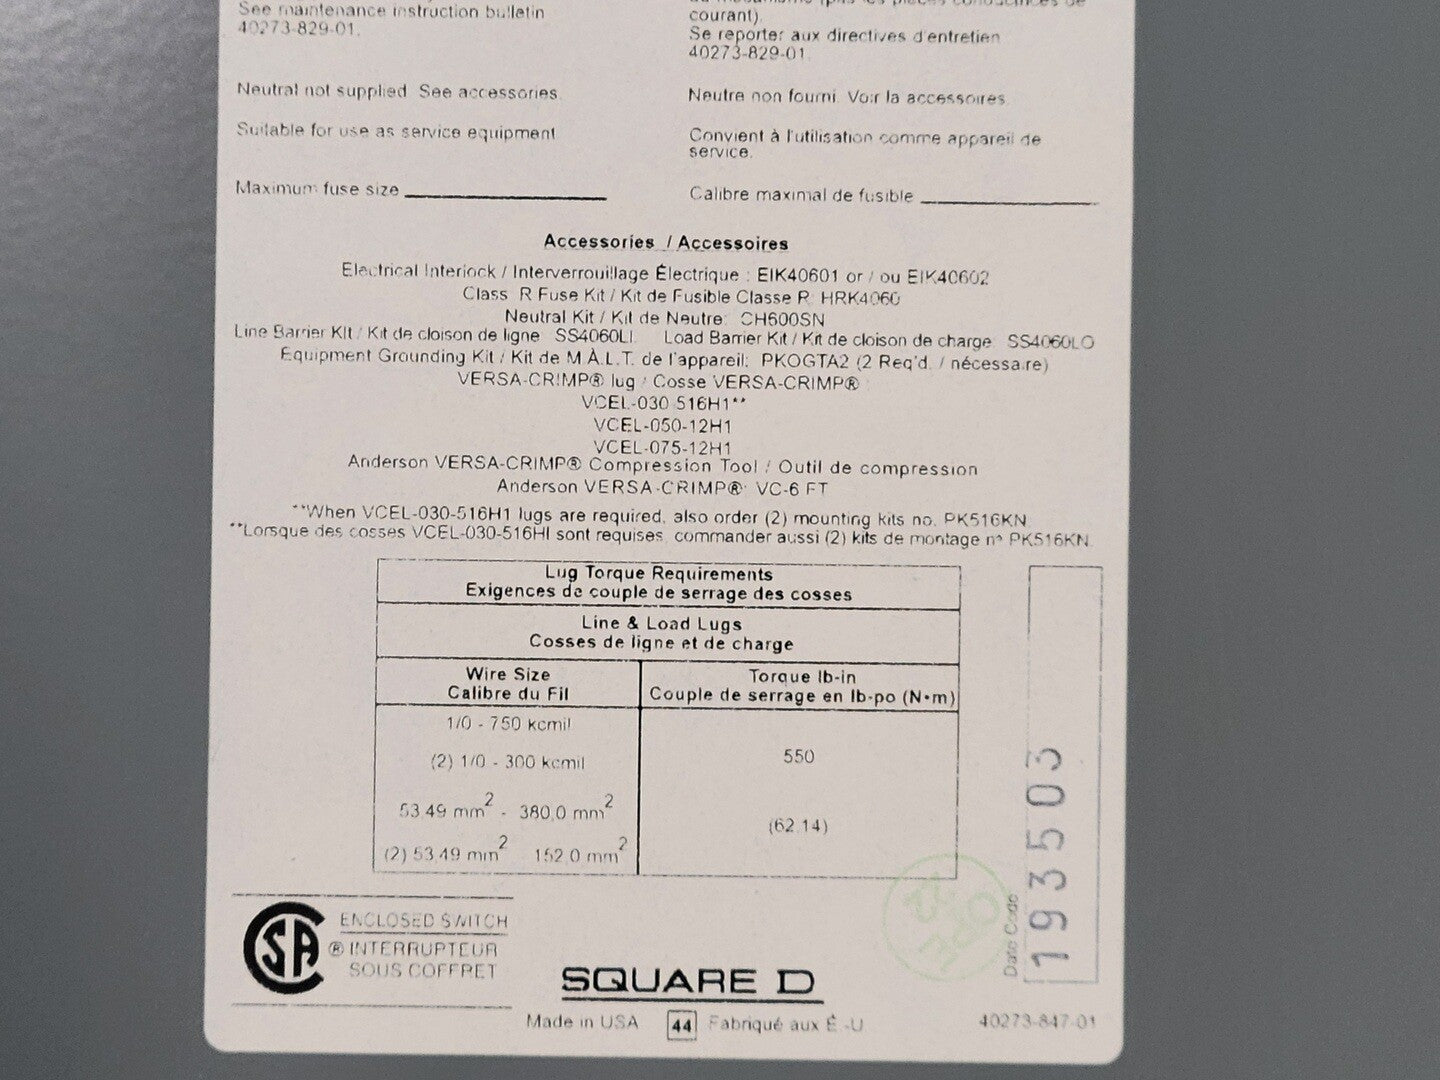 See maintenance instruction bulletin
40273-829-01.
courant).
Se reporter aux directives d'entretien
40273-829-01.
Neutral not supplied. See accessories.
Neutre non fourni. Voir la accessoires.
Suitable for use as service equipment
Convient à l'utilisation comme appareil de
service.
Maximum fuse size
Calibre maximal de fusible
Accessories / Accessoires
Electrical Interlock / Interverrouillage Électrique : EIK40601 or / ou EIK40602
Class R Fuse Kit / Kit de Fusible Classe R: HRK4060
Neutral Kit / Kit de Neutre: CH600SN
Line Barrier KIt / Kit de cloison de ligne SS4060LI Load Barrier Kit / Kit de cloison de charge: SS4060LO
Equipment Grounding Kit / Kit de M.À.L.T. de l'appareil: PKOGTA2 (2 Req'd. / nécessaire)
VERSA-CRIMP® lug / Cosse VERSA-CRIMP® :
VCEL-030-516H1**
VCEL-050-12H1
VCEL-075-12H1
Anderson VERSA-CRIMP® Compression Tool / Outil de compression
Anderson VERSA-CRIMP® VC-6 FT
**When VCEL-030-516H1 lugs are required, also order (2) mounting kits no. PK516KN
**Lorsque des cosses VCEL-030-516HI sont requises, commander aussi (2) kits de montage n° PK516KN.
Lug Torque Requirements
Exigences de couple de serrage des cosses
Line & Load Lugs
Cosses de ligne et de charge
Wire Size
Calibre du Fil
Torque lb-in
Couple de serrage en lb-po (N•m)
1/0 - 750 kcmil
(2) 1/0 - 300 kcmil
550
53.49 mm² - 380.0 mm²
(62.14)
(2) 53.49 mm² 152.0 mm²
Date Code
193503
CSA
®
ENCLOSED SWITCH
INTERRUPTEUR
SOUS COFFRET
SQUARE D
Made in USA 44 Fabriqué aux É.-U
40273-847-01